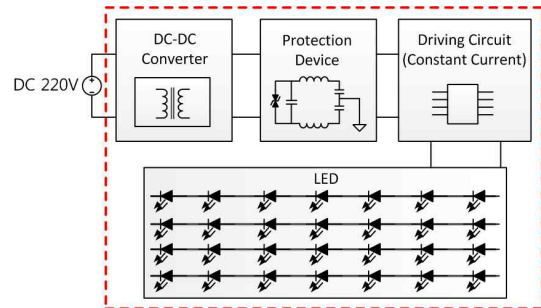 DC 220V
DC-DC
Converter
Protection
Device
Driving Circuit
(Constant Current)
LED